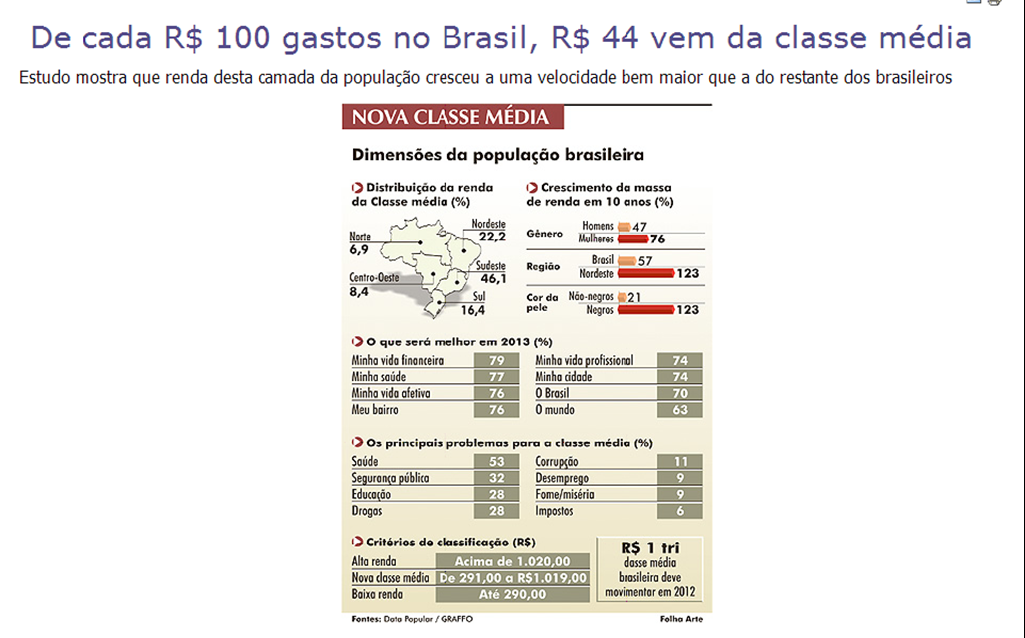 De cada R$ 100 gastos no Brasil, R$ 44 vem da classe média
Estudo mostra que renda desta camada da população cresceu a uma velocidade bem maior que a do restante dos brasileiros
NOVA CLASSE MÉDIA
Dimensões da população brasileira
Distribuição da renda
da Classe média (%)
Norte
6,9
Nordeste
22,2
Centro-Oeste
8,4
Sudeste
46,1
Sul
16,4
Crescimento da massa
de renda em 10 anos (%)
Gênero
Homens 47
Mulheres 76
Região
Brasil 57
Nordeste 123
Cor da
pele
Não-negros 21
Negros 123
O que será melhor em 2013 (%)
Minha vida financeira 79
Minha saúde 77
Minha vida afetiva 76
Meu bairro 76
Minha vida profissional 74
Minha cidade 74
O Brasil 70
O mundo 63
Os principais problemas para a classe média (%)
Saúde 53
Segurança pública 32
Educação 28
Drogas 28
Corrupção 11
Desemprego 9
Fome/miséria 9
Impostos 6
Critérios de classificação (R$)
Alta renda Acima de 1.020,00
Nova classe média De 291,00 a R$1.019,00
Baixa renda Até 290,00
R$ 1 tri
classe média
brasileira deve
movimentar em 2012
Fontes: Data Popular / GRAFFO
Folha Arte